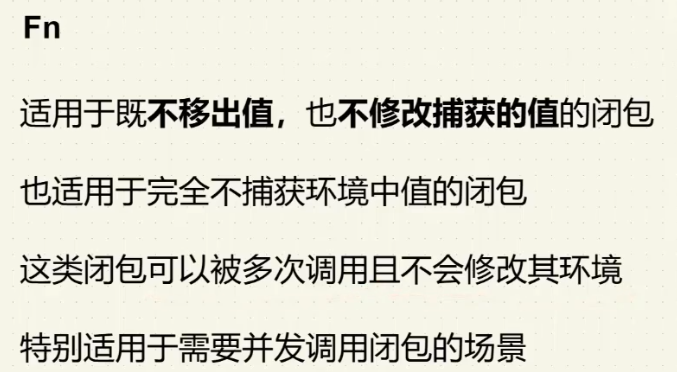 Fn
适用于既不移出值，也不修改捕获的值的闭包
也适用于完全不捕获环境中值的闭包
这类闭包可以被多次调用且不会修改其环境
特别适用于需要并发调用闭包的场景